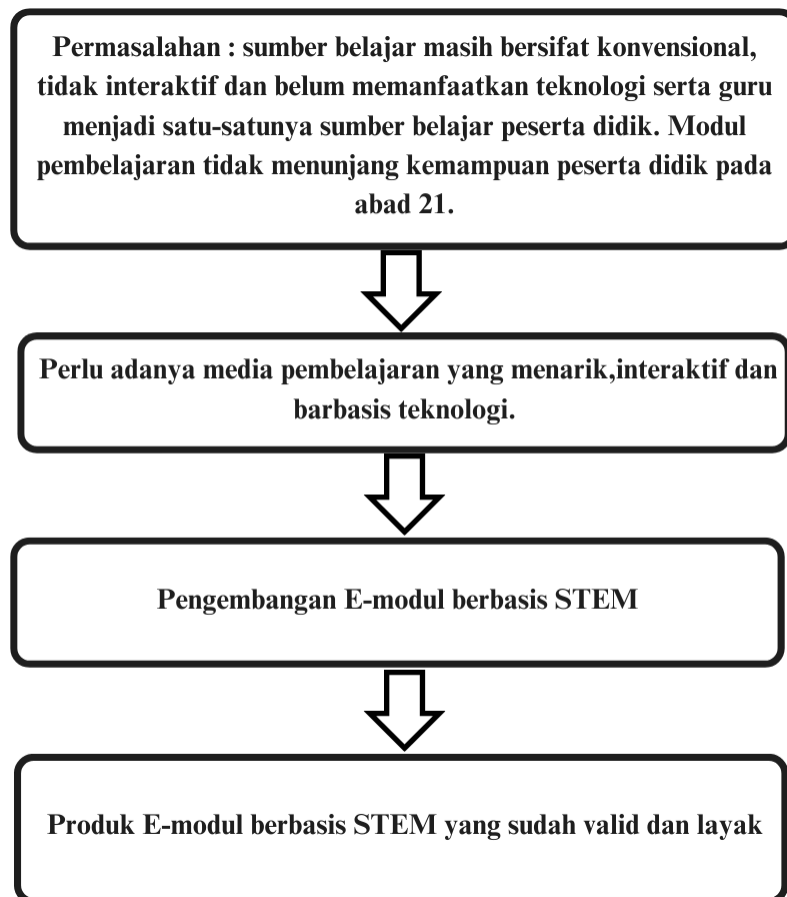 Permasalahan : sumber belajar masih bersifat konvensional,
tidak interaktif dan belum memanfaatkan teknologi serta guru
menjadi satu-satunya sumber belajar peserta didik. Modul
pembelajaran tidak menunjang kemampuan peserta didik pada
abad 21.
Perlu adanya media pembelajaran yang menarik,interaktif dan
barbasis teknologi.
Pengembangan E-modul berbasis STEM
Produk E-modul berbasis STEM yang sudah valid dan layak